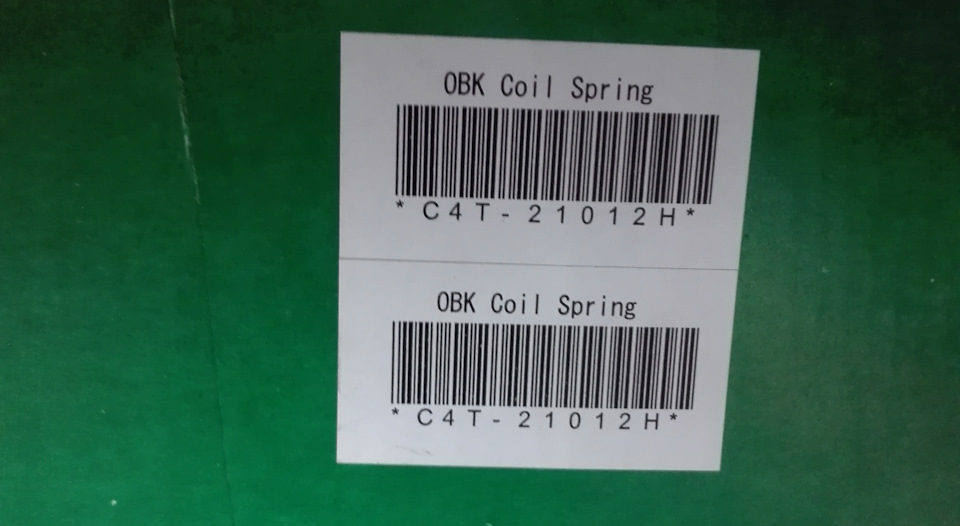 OBK Coil Spring
*C4T-21012H*
OBK Coil Spring
*C4T-21012H*